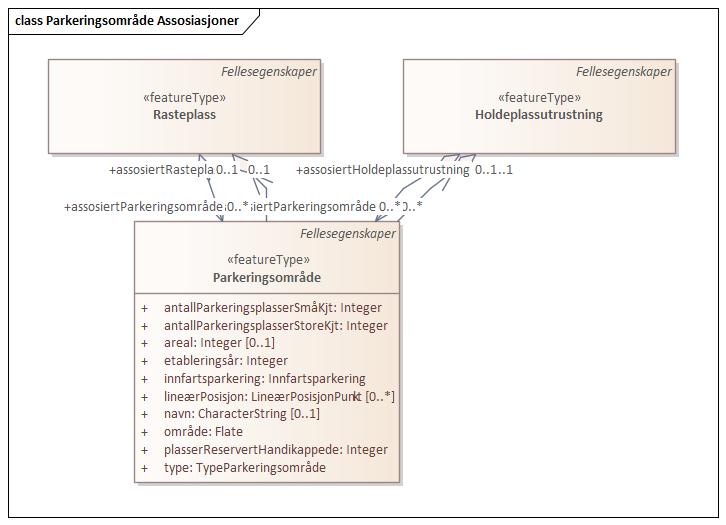 class Parkeringsområde Assosiasjoner
Fellesegenskaper
«featureType»
Rasteplass
Fellesegenskaper
«featureType»
Holdeplassutrustning
+assosiertRastepla 0..1 0..1
+assosiertHoldeplassutrustning 0..1..1
+assosiertParkeringsområde 0..* siertParkeringsområde 0..* 0..*
Fellesegenskaper
«featureType»
Parkeringsområde
+ antallParkeringsplasserSmåKjt: Integer
+ antallParkeringsplasserStoreKjt: Integer
+ areal: Integer [0..1]
+ etableringsår: Integer
+ innfartsparkering: Innfartsparkering
+ lineærPosisjon: LineærPosisjonPunkt [0..*]
+ navn: CharacterString [0..1]
+ område: Flate
+ plasserReservertHandikappede: Integer
+ type: TypeParkeringsområde